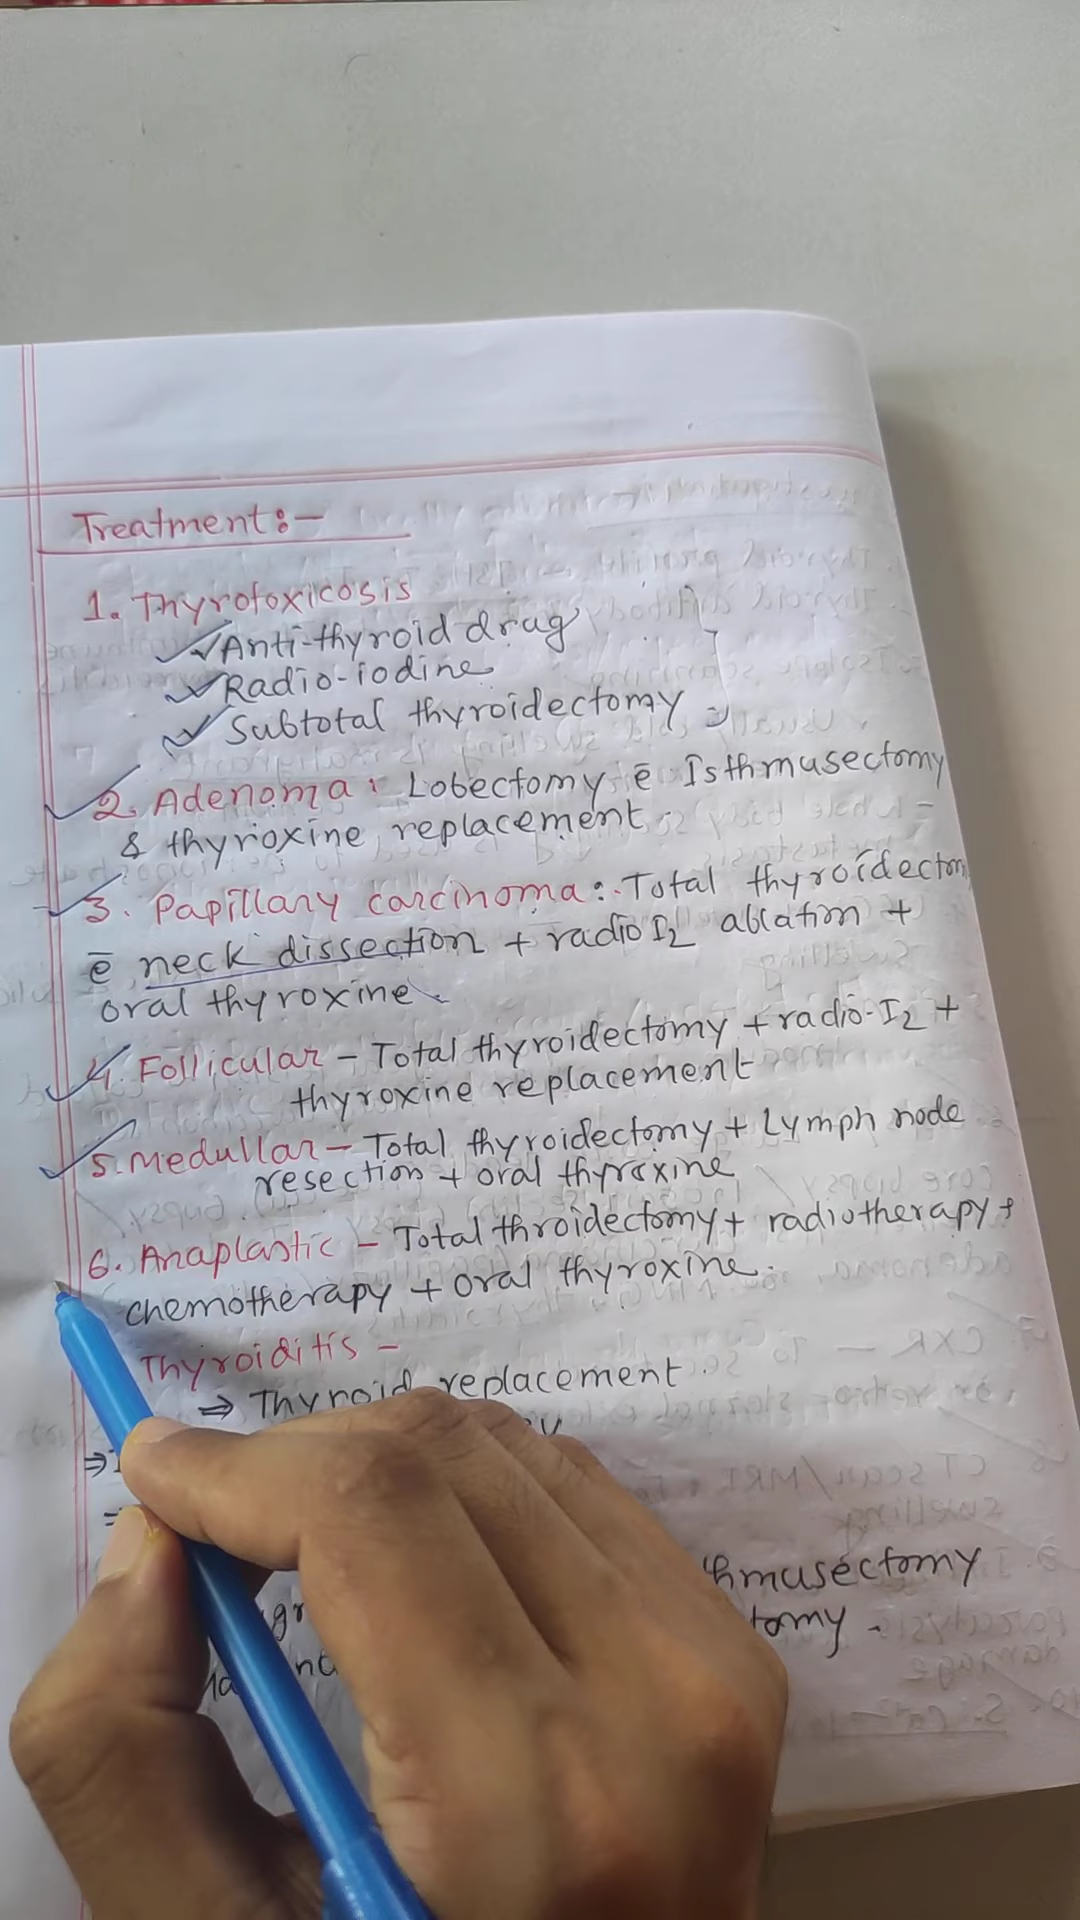 Treatment:-
1. Thyrotoxicosis
Anti-thyroid drug
Radio-iodine
Subtotal thyroidectomy
2. Adenoma: Lobectomy ē Isthmusectomy
& thyroxine replacement.
3. Papillary carcinoma:. Total thyroidectom
ē neck dissection + radio I2 ablation +
oral thyroxine
4. Follicular - Total thyroidectomy + radio-I2 +
thyroxine replacement
5. Medullar - Total thyroidectomy + Lymph node
resection + oral thyroxine
6. Anaplastic - Total throidectomy + radiotherapy +
chemotherapy + oral thyroxine.
Thyroiditis -
⇒ Thyroid replacement.
⇒
hmusectomy
tomy.